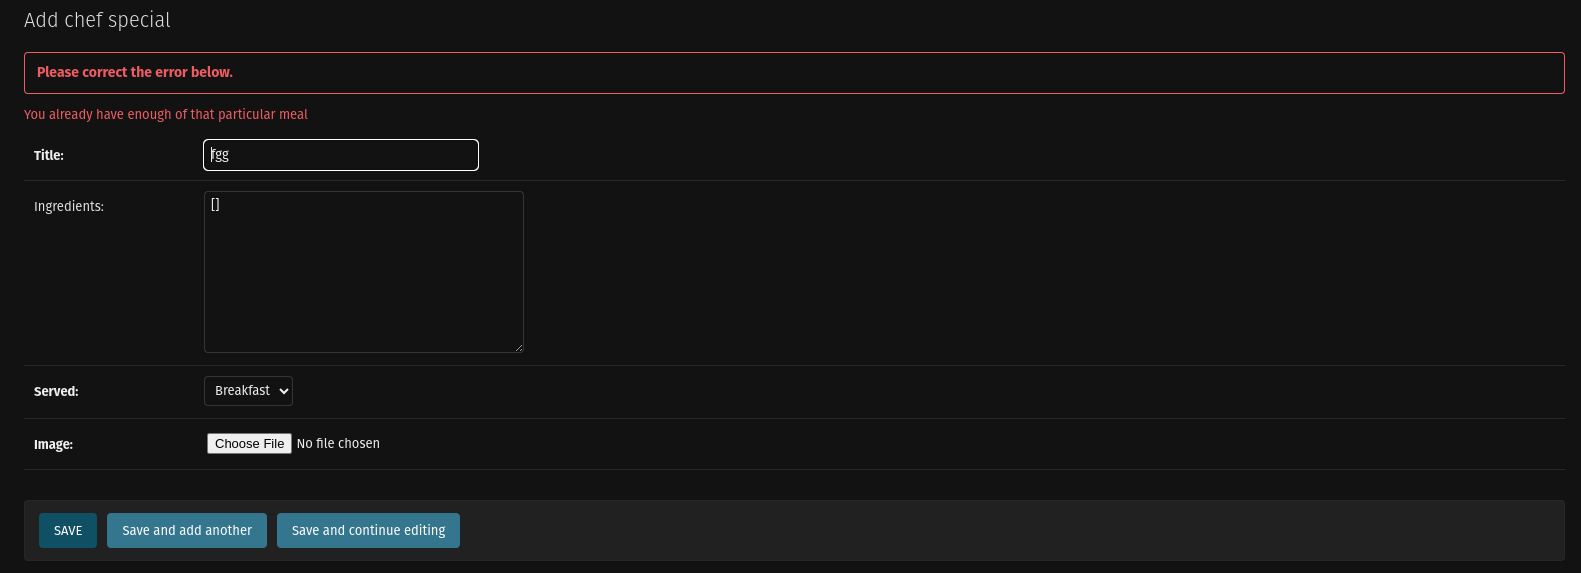 Add chef special
Please correct the error below.
You already have enough of that particular meal
Title: fgg
Ingredients: []
Served: Breakfast
Image: Choose File No file chosen
SAVE Save and add another Save and continue editing